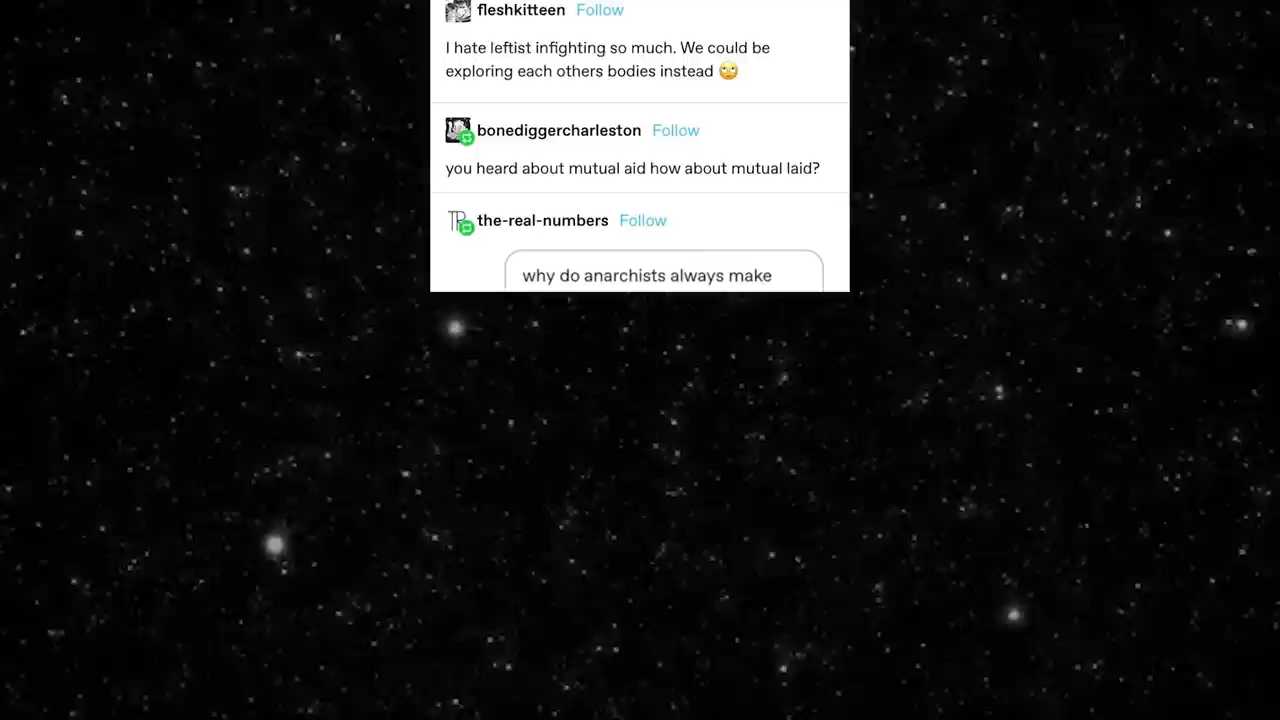 fleshkitteen Follow
I hate leftist infighting so much. We could be
exploring each others bodies instead 🙄
bonediggercharleston Follow
you heard about mutual aid how about mutual laid?
the-real-numbers Follow
why do anarchists always make